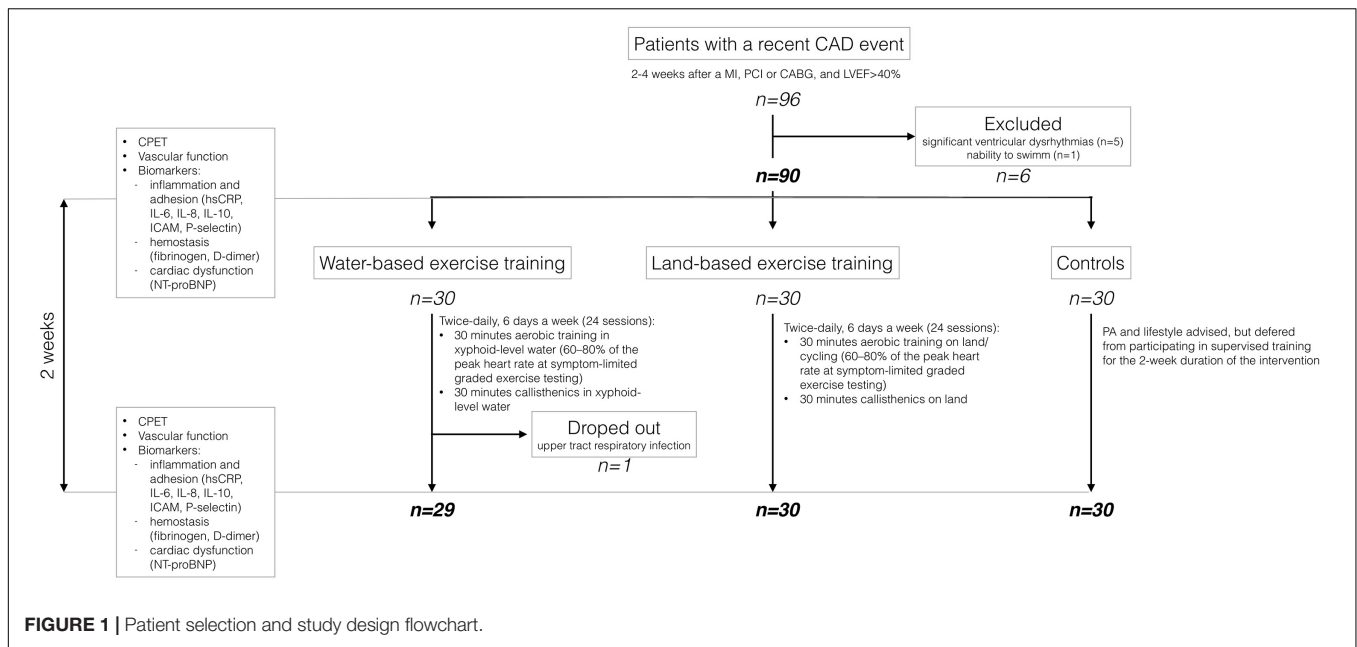 Patients with a recent CAD event
2-4 weeks after a MI, PCI or CABG, and LVEF>40%
n=96
Excluded
significant ventricular dysrhythmias (n=5)
nability to swimm (n=1)
n=6
n=90
• CPET
• Vascular function
• Biomarkers:
- inflammation and
adhesion (hsCRP,
IL-6, IL-8, IL-10,
ICAM, P-selectin)
- hemostasis
(fibrinogen, D-dimer)
- cardiac dysfunction
(NT-proBNP)
2 weeks
Water-based exercise training
n=30
Twice-daily, 6 days a week (24 sessions):
• 30 minutes aerobic training in
xyphoid-level water (60–80% of the
peak heart rate at symptom-limited
graded exercise testing)
• 30 minutes callisthenics in xyphoid-
level water
Droped out
upper tract respiratory infection
n=1
Land-based exercise training
n=30
Twice-daily, 6 days a week (24 sessions):
• 30 minutes aerobic training on land/
cycling (60–80% of the peak heart
rate at symptom-limited graded
exercise testing)
• 30 minutes callisthenics on land
Controls
n=30
PA and lifestyle advised, but defered
from participating in supervised training
for the 2-week duration of the intervention
• CPET
• Vascular function
• Biomarkers:
- inflammation and
adhesion (hsCRP,
IL-6, IL-8, IL-10,
ICAM, P-selectin)
- hemostasis
(fibrinogen, D-dimer)
- cardiac dysfunction
(NT-proBNP)
n=29
n=30
n=30
FIGURE 1 | Patient selection and study design flowchart.